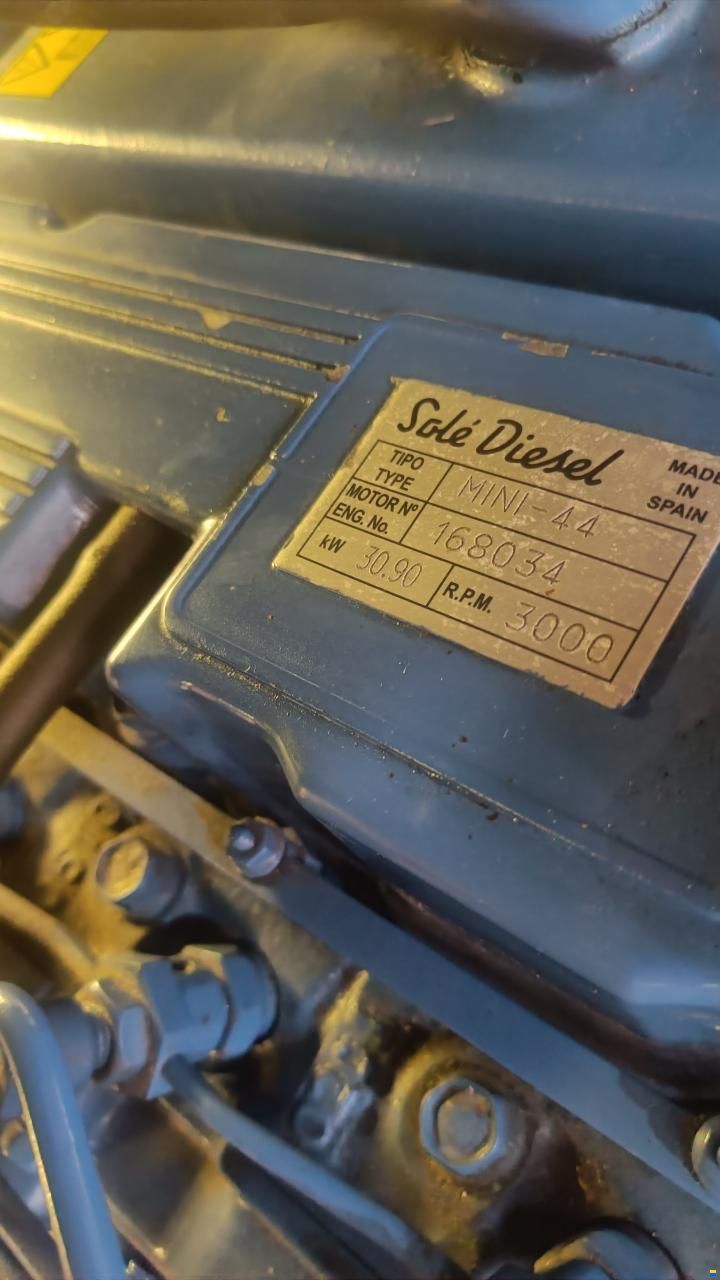 Solé Diesel
MADE
IN
SPAIN
TIPO
TYPE
MINI-44
MOTOR Nº
ENG. No.
168034
kW 30.90
R.P.M. 3000